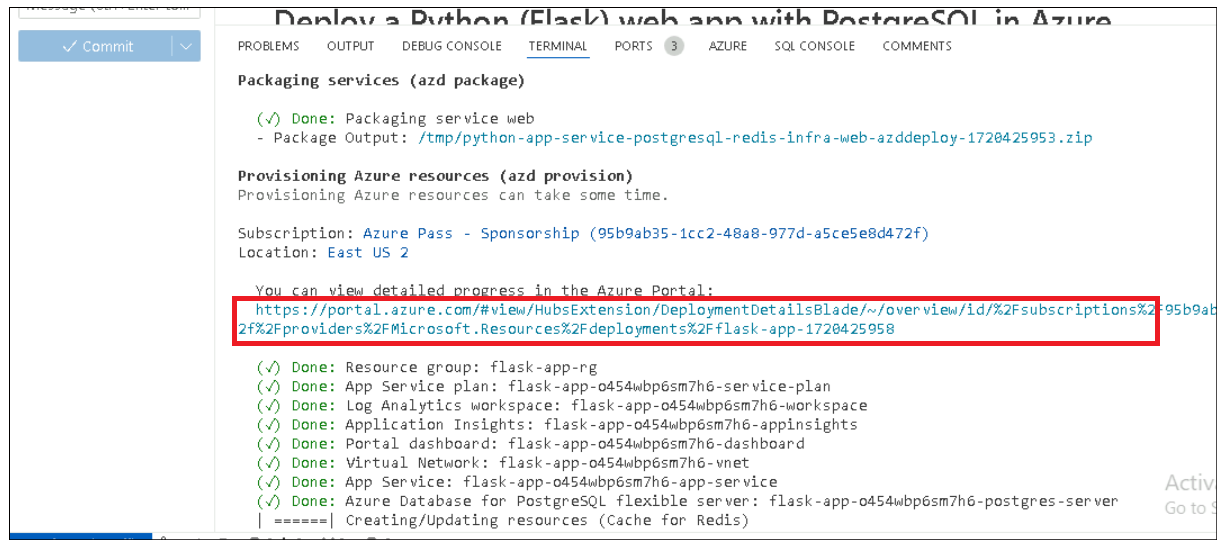 Message (Ctrl+Enter to...
Deploy a Python (Flask) web app with PostgreSQL in Azure
✓ Commit
PROBLEMS OUTPUT DEBUG CONSOLE TERMINAL PORTS 3 AZURE SQL CONSOLE COMMENTS
Packaging services (azd package)
(✓) Done: Packaging service web
- Package Output: /tmp/python-app-service-postgresql-redis-infra-web-azddeploy-1720425953.zip
Provisioning Azure resources (azd provision)
Provisioning Azure resources can take some time.
Subscription: Azure Pass - Sponsorship (95b9ab35-1cc2-48a8-977d-a5ce5e8d472f)
Location: East US 2
You can view detailed progress in the Azure Portal:
https://portal.azure.com/#view/HubsExtension/DeploymentDetailsBlade/~/overview/id/%2Fsubscriptions%2F95b9ab
2f%2Fproviders%2FMicrosoft.Resources%2Fdeployments%2Fflask-app-1720425958
(✓) Done: Resource group: flask-app-rg
(✓) Done: App Service plan: flask-app-o454wbp6sm7h6-service-plan
(✓) Done: Log Analytics workspace: flask-app-o454wbp6sm7h6-workspace
(✓) Done: Application Insights: flask-app-o454wbp6sm7h6-appinsights
(✓) Done: Portal dashboard: flask-app-o454wbp6sm7h6-dashboard
(✓) Done: Virtual Network: flask-app-o454wbp6sm7h6-vnet
(✓) Done: App Service: flask-app-o454wbp6sm7h6-app-service
(✓) Done: Azure Database for PostgreSQL flexible server: flask-app-o454wbp6sm7h6-postgres-server
| ======| Creating/Updating resources (Cache for Redis)
Activ
Go to S